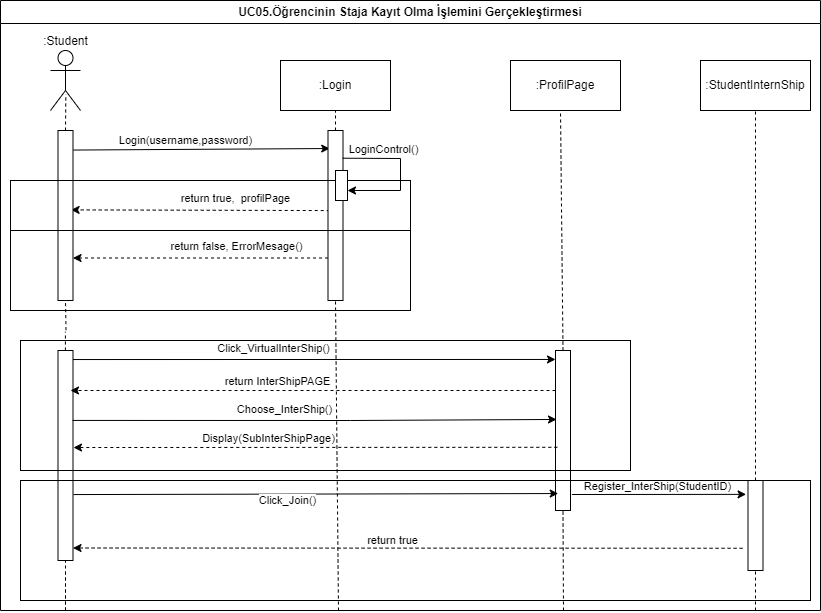 UC05.Öğrencinin Staja Kayıt Olma İşlemini Gerçekleştirmesi
:Student
:Login
:ProfilPage
:StudentInternShip
Login(username,password)
LoginControl()
return true,  profilPage
return false, ErrorMesage()
Click_VirtualInterShip()
return InterShipPAGE
Choose_InterShip()
Display(SubInterShipPage)
Click_Join()
Register_InterShip(StudentID)
return true